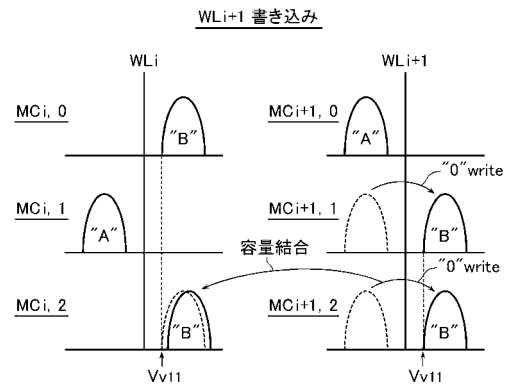 WLi+1 書き込み
WLi
WLi+1
MCi, 0
"B"
MCi+1, 0
"A"
"0"write
MCi, 1
"A"
MCi+1, 1
"B"
容量結合
"0"write
MCi, 2
"B"
MCi+1, 2
"B"
Vv11
Vv11